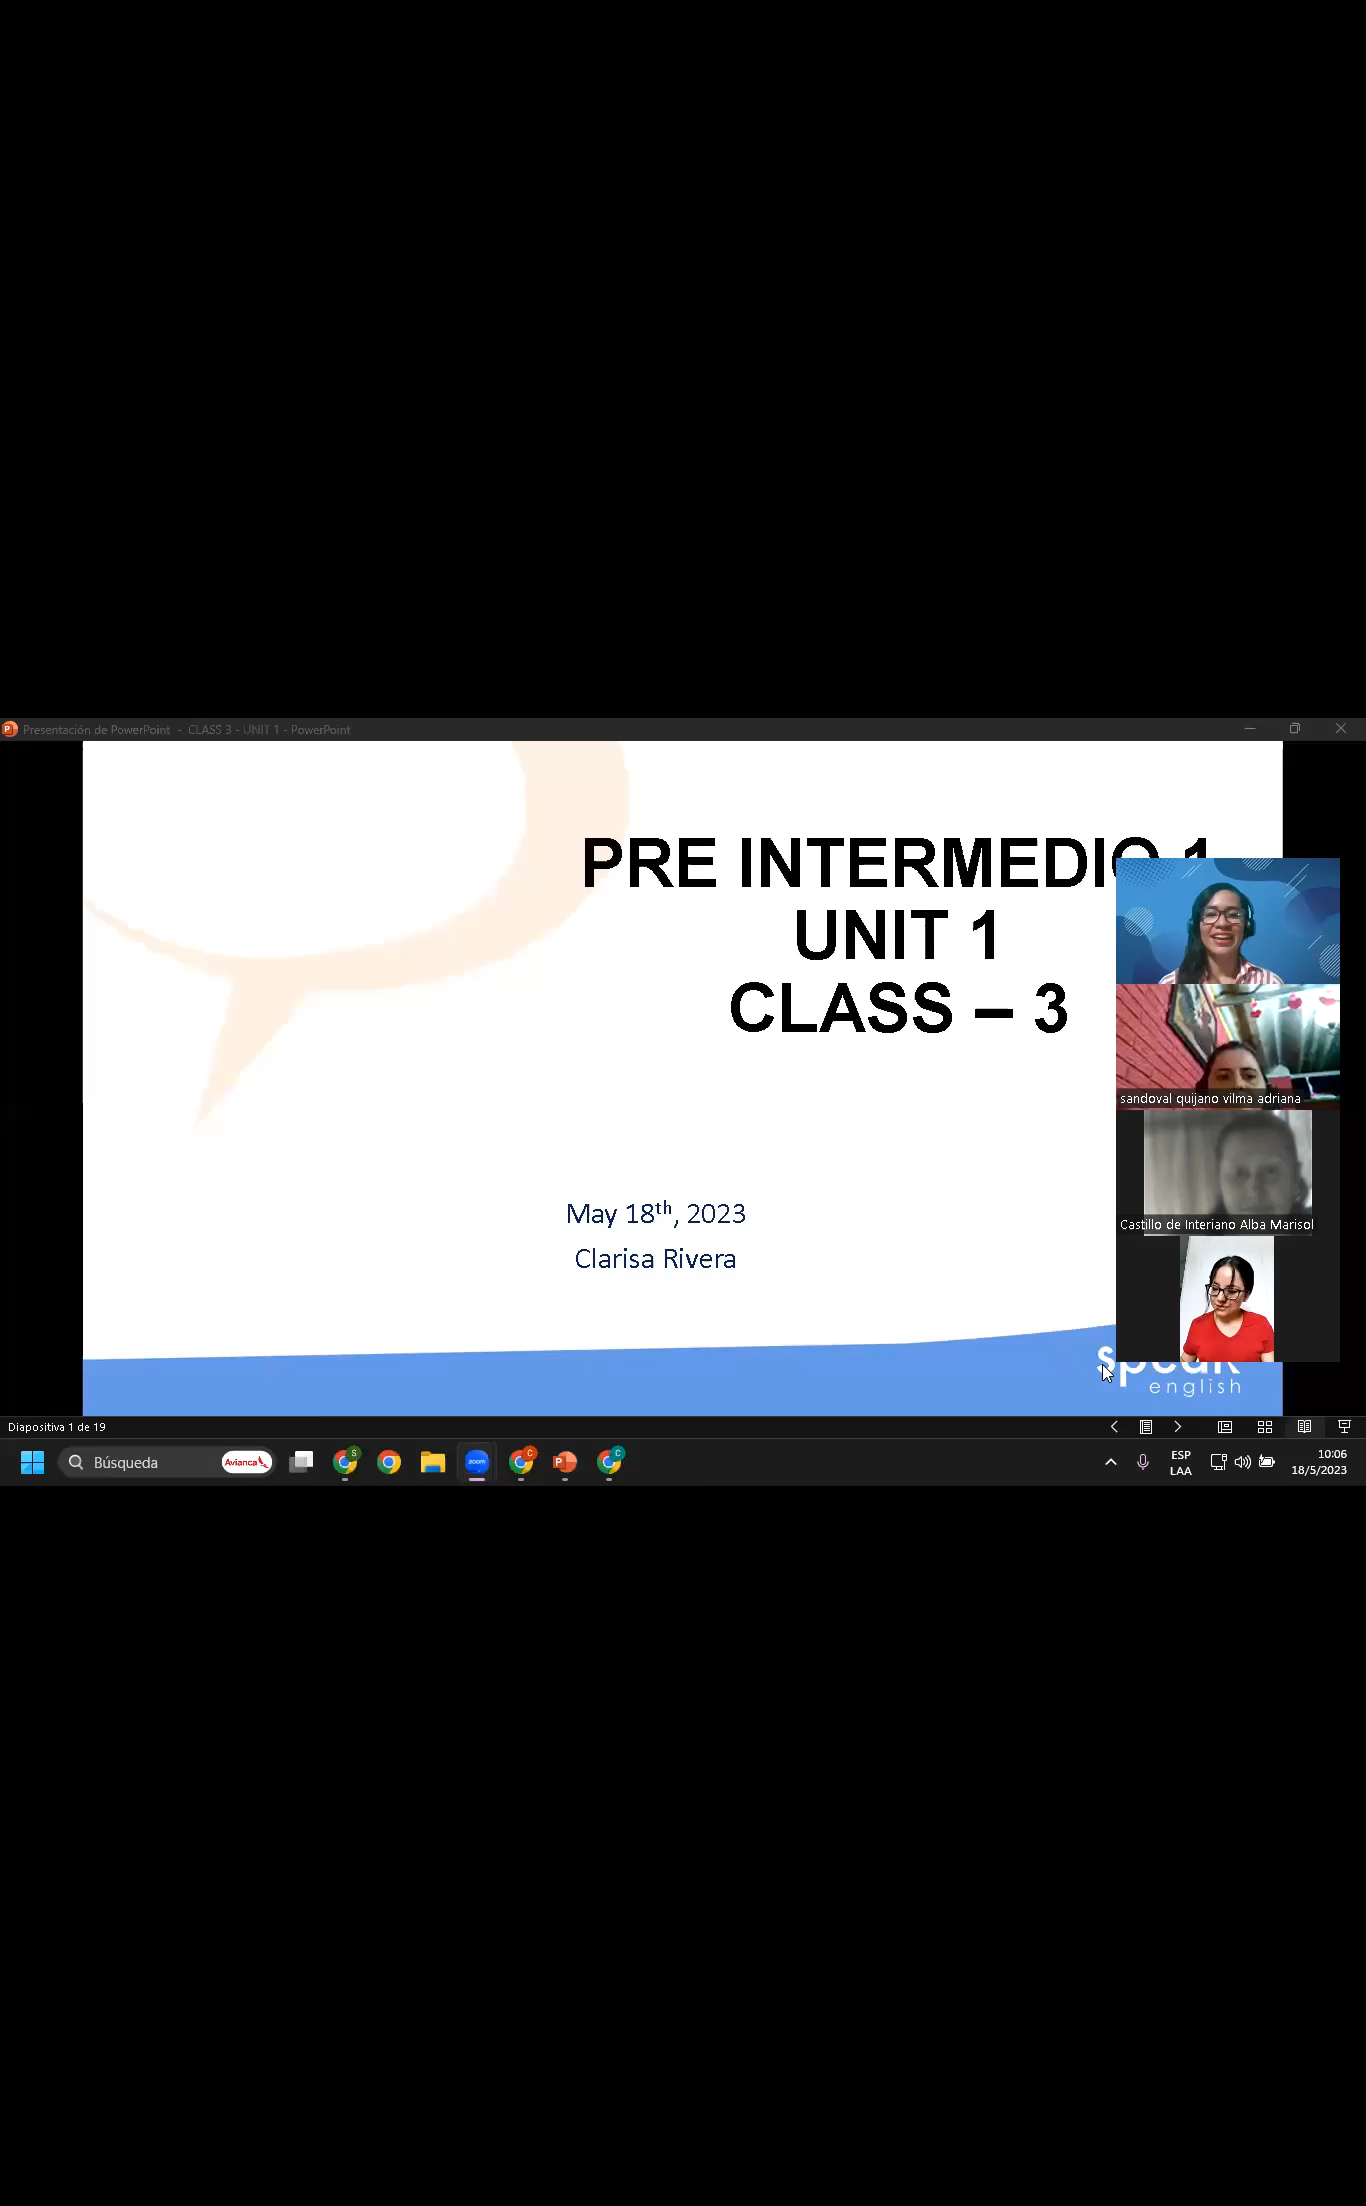 Presentación de PowerPoint - CLASS 3 - UNIT 1 - PowerPoint
PRE INTERMEDIO 1
UNIT 1
CLASS – 3
sandoval quijano vilma adriana
Castillo de Interiano Alba Marisol
May 18th, 2023
Clarisa Rivera
speak
english
Diapositiva 1 de 19
Búsqueda
Avianca
zoom
ESP
LAA
10:06
18/5/2023